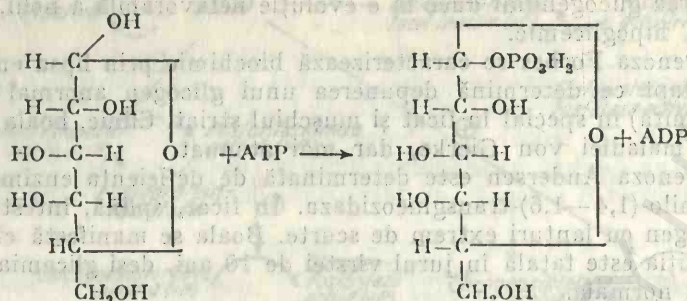 OH
H—C H—C—OPO₃H₂
H—C—OH H—C—OH
HO—C—H O +ATP ⟶ HO—C—H O + ADP
HO—C—H HO—C—H
HC H—C
CH₂OH CH₂OH